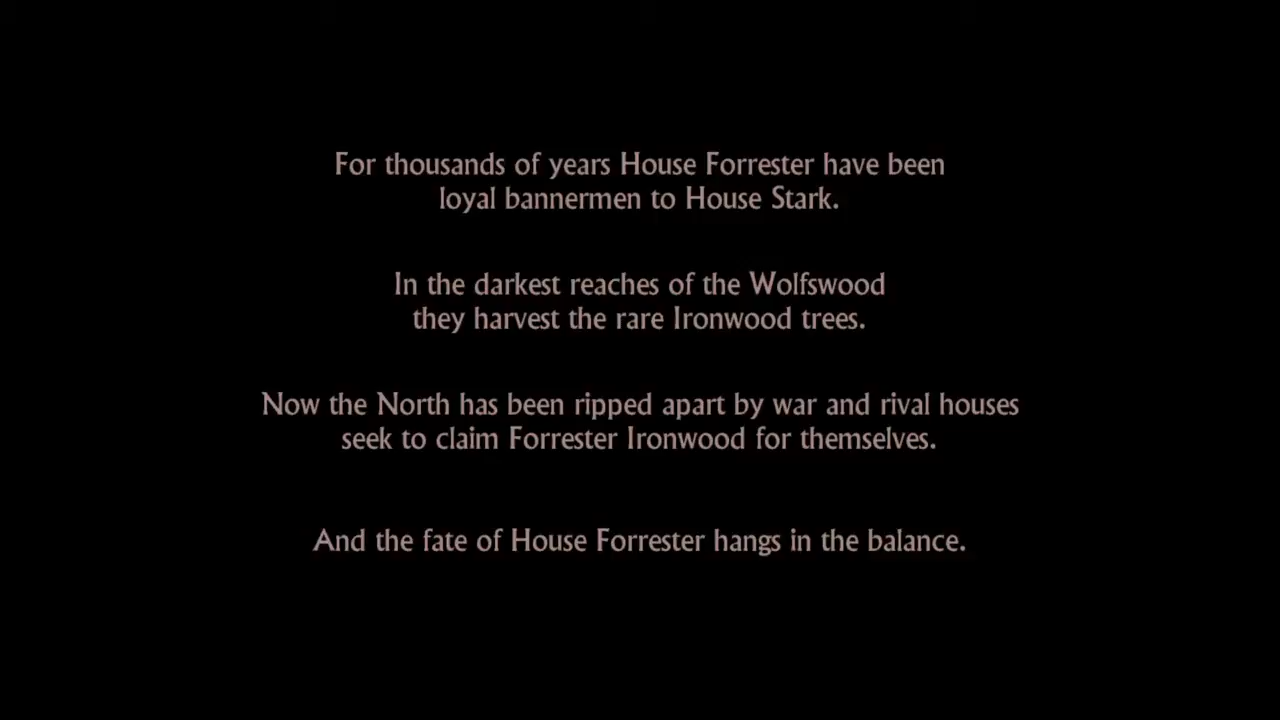 For thousands of years House Forrester have been
loyal bannermen to House Stark.
In the darkest reaches of the Wolfswood
they harvest the rare Ironwood trees.
Now the North has been ripped apart by war and rival houses
seek to claim Forrester Ironwood for themselves.
And the fate of House Forrester hangs in the balance.